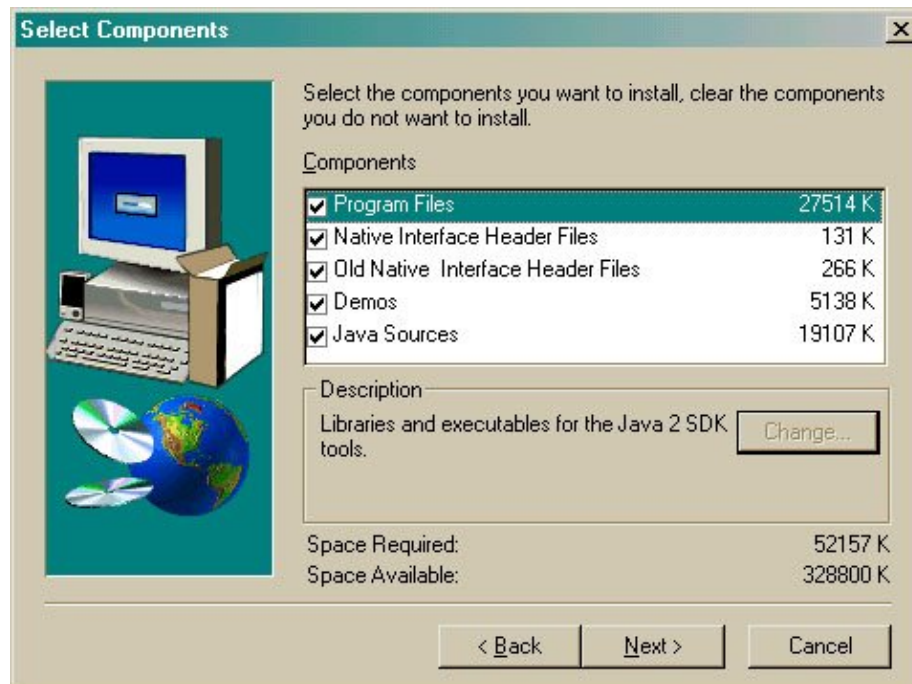 Select Components
Select the components you want to install, clear the components
you do not want to install.
Components
Program Files 27514 K
Native Interface Header Files 131 K
Old Native Interface Header Files 266 K
Demos 5138 K
Java Sources 19107 K
Description
Libraries and executables for the Java 2 SDK
tools.
Change...
Space Required: 52157 K
Space Available: 328800 K
< Back
Next >
Cancel